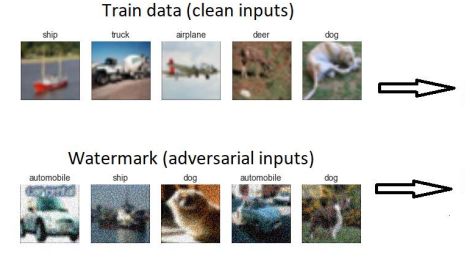 Train data (clean inputs)
ship truck airplane deer dog
Watermark (adversarial inputs)
automobile ship dog automobile dog